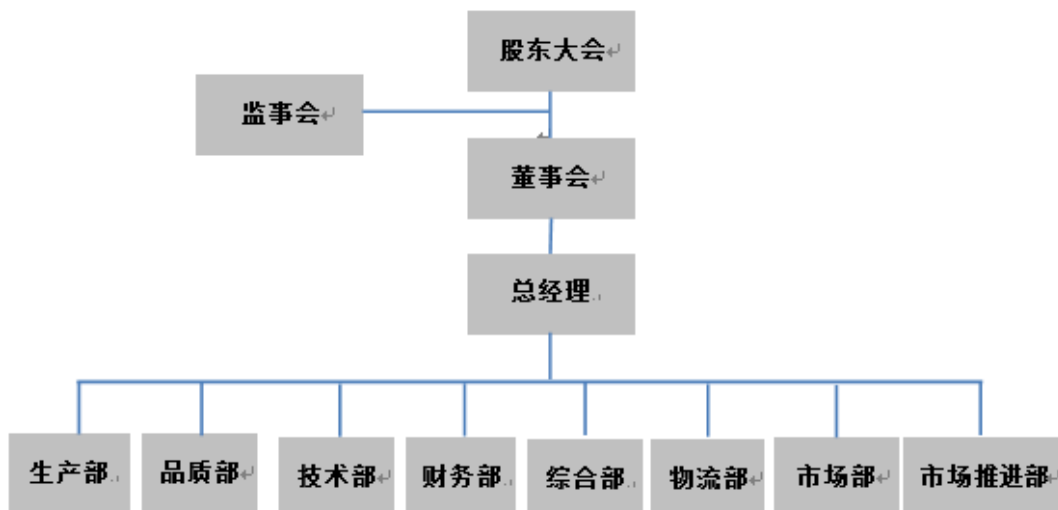 股东大会
监事会
董事会
总经理
生产部
品质部
技术部
财务部
综合部
物流部
市场部
市场推进部